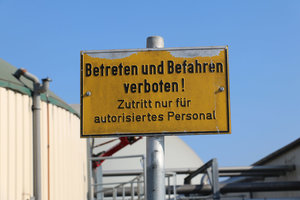 Betreten und Befahren
verboten!
Zutritt nur für
autorisiertes Personal